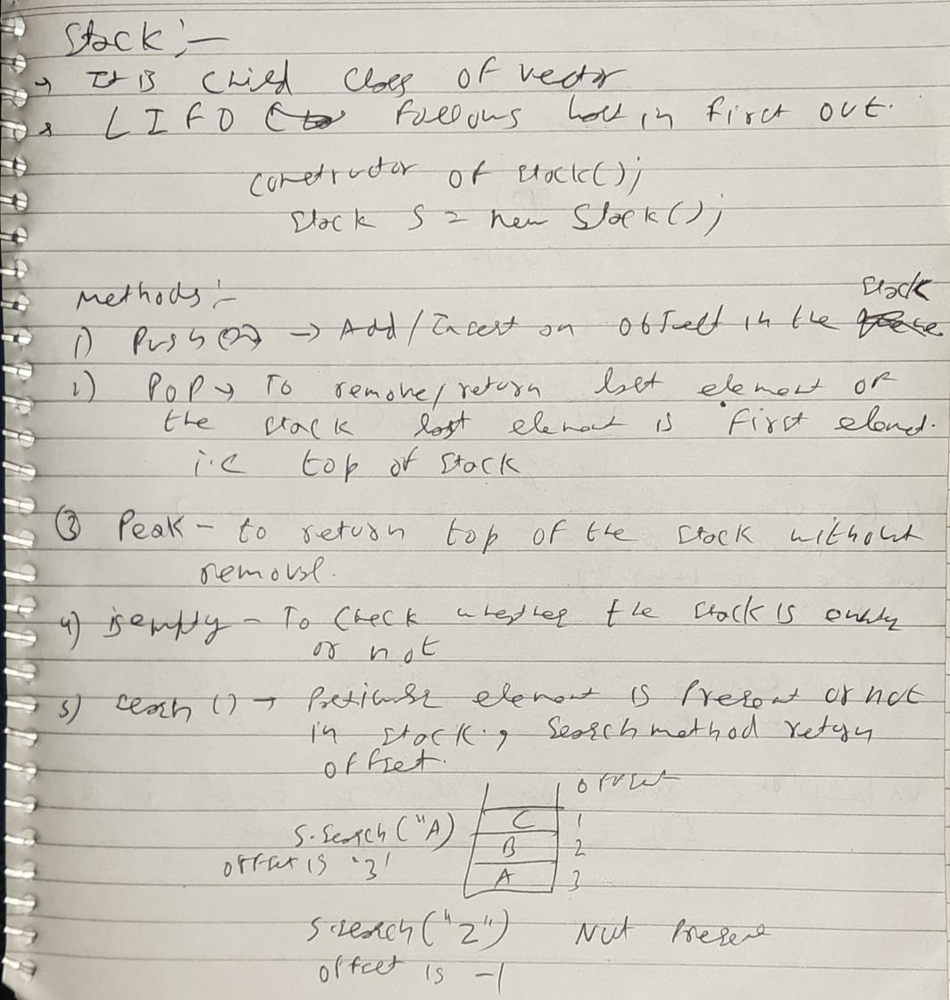 Stack :-
→ It is Child Class of vector
→ LIFO follows last in first out.
Constructor of Stack();
Stack S = new Stack();
Methods :-
Stack
1) Push() → Add/Insert an object in the
2) POP → To remove/return last element of
the stack last element is first element.
i.e top of stack
③ Peak - to return top of the stack without
removal.
4) isempty - To Check whether the stack is empty
or not
5) search () → Particular element is Present or not
in stack., Search method return
offset.
offset
S.Search ("A) C 1
offset is '3' B 2
A 3
S.search ("Z") Not Present
offset is -1